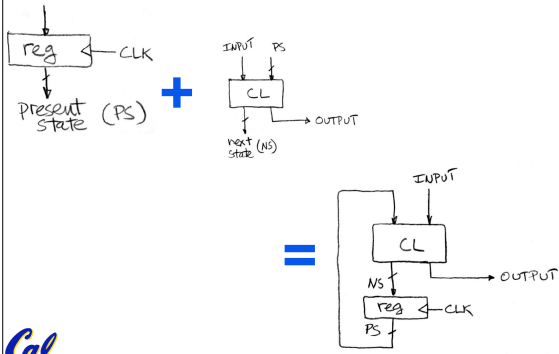 reg
CLK
present
state (PS)
+
INPUT PS
CL
OUTPUT
next
state (NS)
=
INPUT
CL
NS
OUTPUT
reg
CLK
PS
Cal